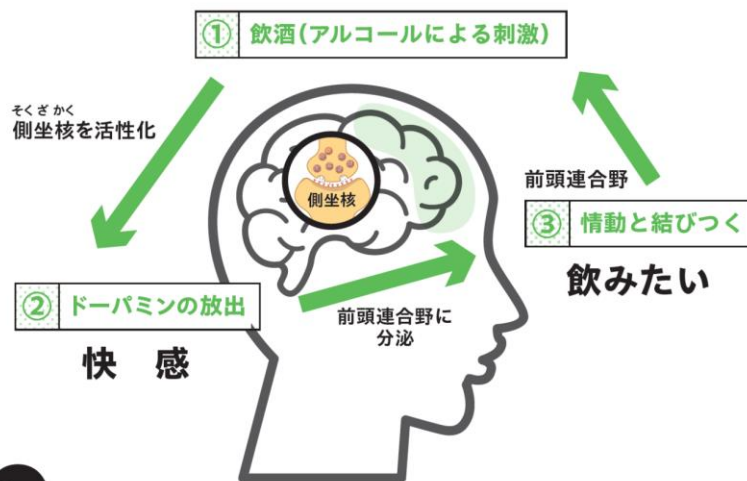 ① 飲酒(アルコールによる刺激)
そくざかく
側坐核を活性化
側坐核
② ドーパミンの放出
快 感
前頭連合野に
分泌
前頭連合野
③ 情動と結びつく
飲みたい